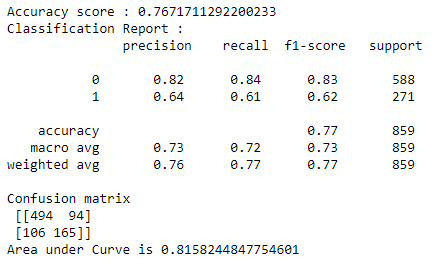 Accuracy score : 0.7671711292200233
Classification Report :
              precision    recall  f1-score   support

           0       0.82      0.84      0.83       588
           1       0.64      0.61      0.62       271

    accuracy                           0.77       859
   macro avg       0.73      0.72      0.73       859
weighted avg       0.76      0.77      0.77       859

Confusion matrix
 [[494  94]
 [106 165]]
Area under Curve is 0.8158244847754601